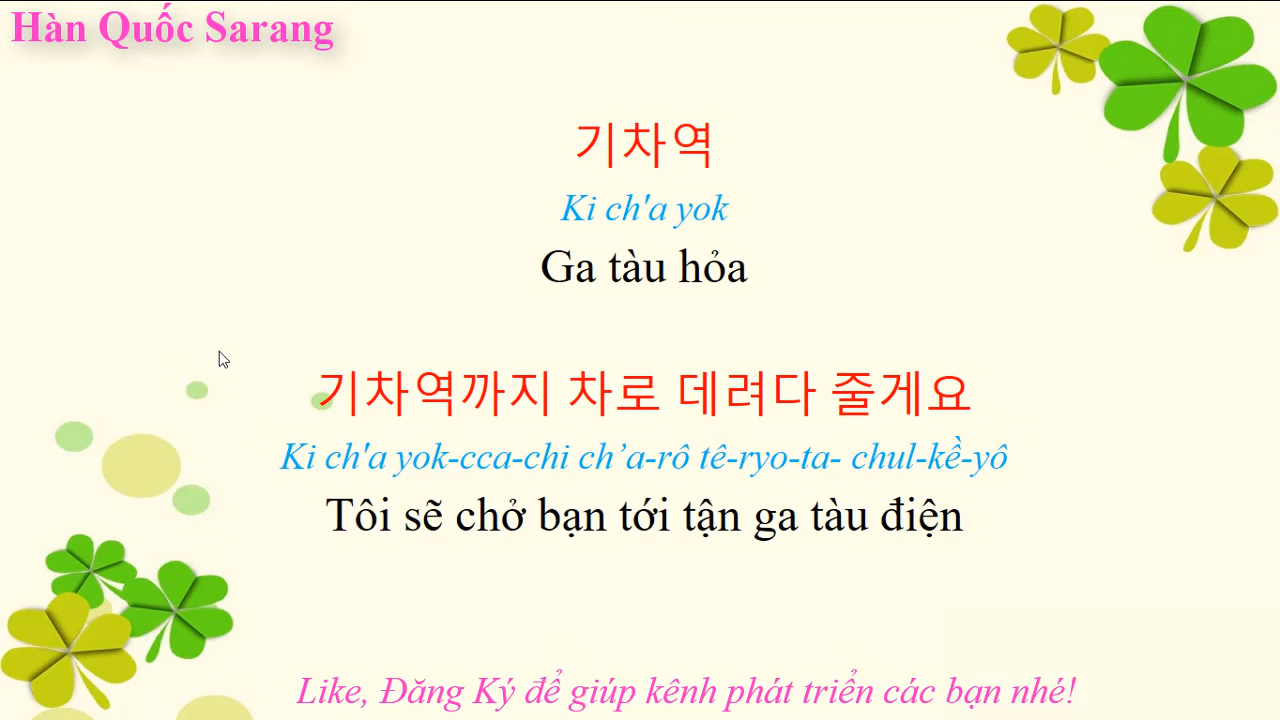 Hàn Quốc Sarang
기차역
Ki ch'a yok
Ga tàu hỏa
기차역까지 차로 데려다 줄게요
Ki ch'a yok-cca-chi ch’a-rô tê-ryo-ta- chul-kề-yô
Tôi sẽ chở bạn tới tận ga tàu điện
Like, Đăng Ký để giúp kênh phát triển các bạn nhé!